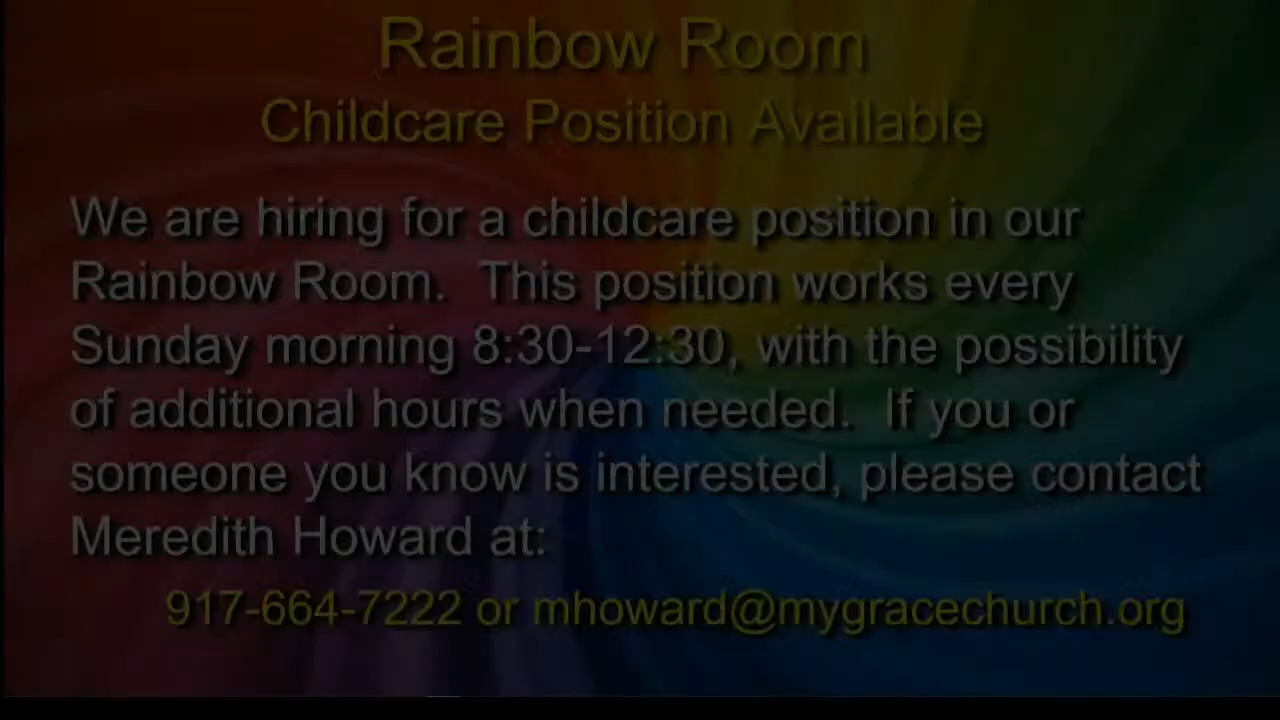 Rainbow Room
Childcare Position Available
We are hiring for a childcare position in our
Rainbow Room.  This position works every
Sunday morning 8:30-12:30, with the possibility
of additional hours when needed.  If you or
someone you know is interested, please contact
Meredith Howard at:
917-664-7222 or mhoward@mygracechurch.org